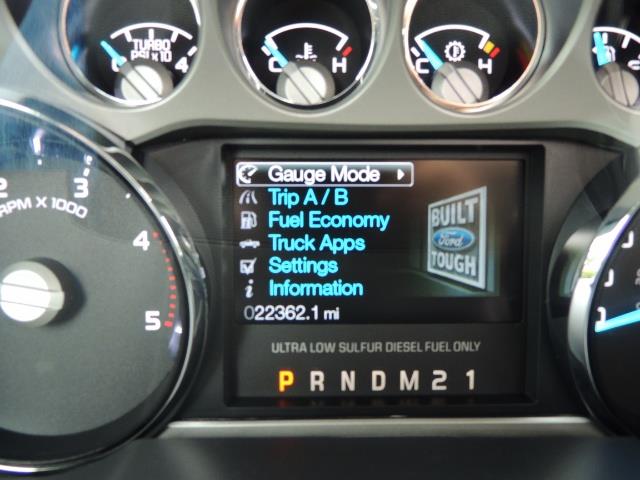 TURBO
PSI X 10
4
C H
C H
2
3
RPM X 1000
4
5
Gauge Mode
Trip A / B
Fuel Economy
Truck Apps
Settings
Information
022362.1 mi
BUILT
Ford
TOUGH
ULTRA LOW SULFUR DIESEL FUEL ONLY
P R N D M 2 1